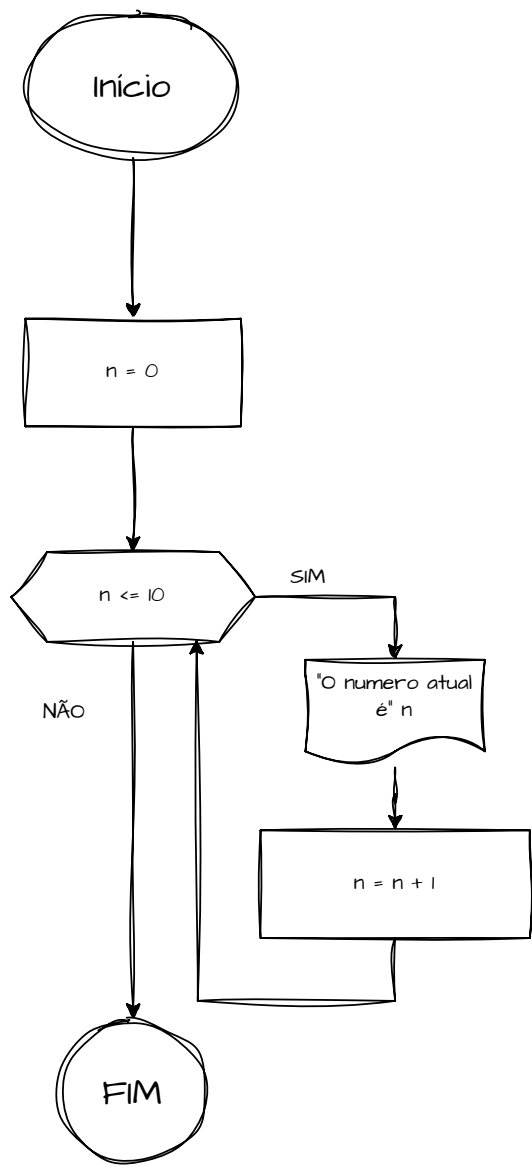 Início
n = 0
n <= 10
SIM
"O numero atual
é" n
NÃO
n = n + 1
FIM